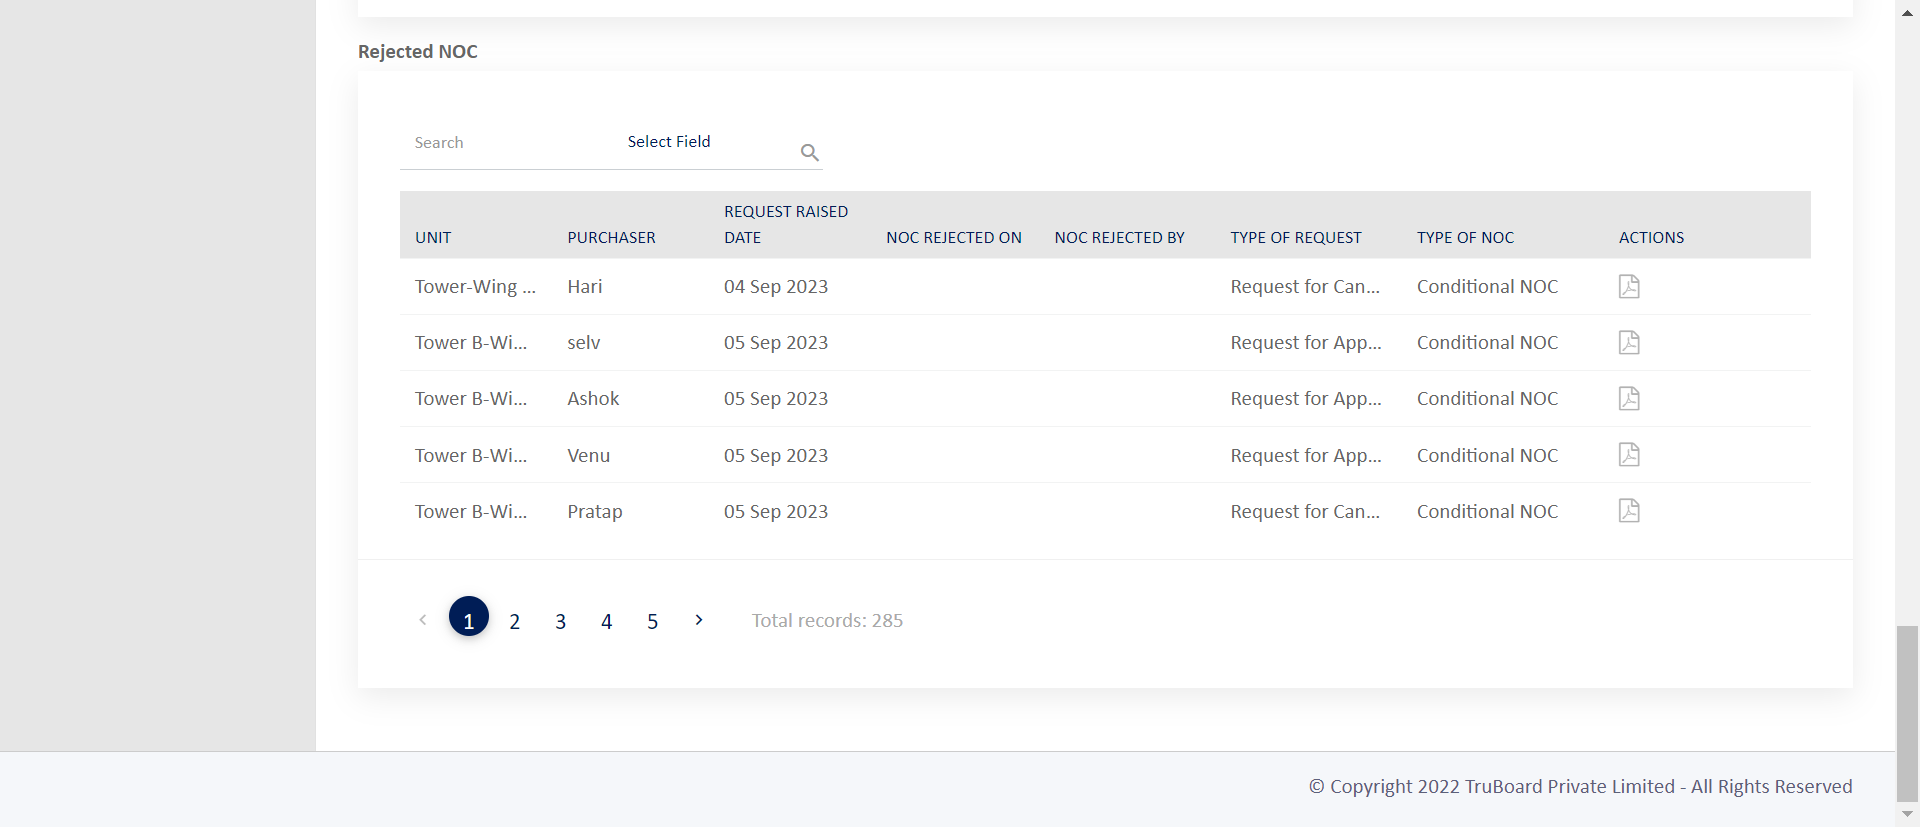 Rejected NOC
Search Select Field
UNIT PURCHASER REQUEST RAISED DATE NOC REJECTED ON NOC REJECTED BY TYPE OF REQUEST TYPE OF NOC ACTIONS
Tower-Wing ... Hari 04 Sep 2023 Request for Can... Conditional NOC
Tower B-Wi... selv 05 Sep 2023 Request for App... Conditional NOC
Tower B-Wi... Ashok 05 Sep 2023 Request for App... Conditional NOC
Tower B-Wi... Venu 05 Sep 2023 Request for App... Conditional NOC
Tower B-Wi... Pratap 05 Sep 2023 Request for Can... Conditional NOC
1 2 3 4 5 Total records: 285
© Copyright 2022 TruBoard Private Limited - All Rights Reserved